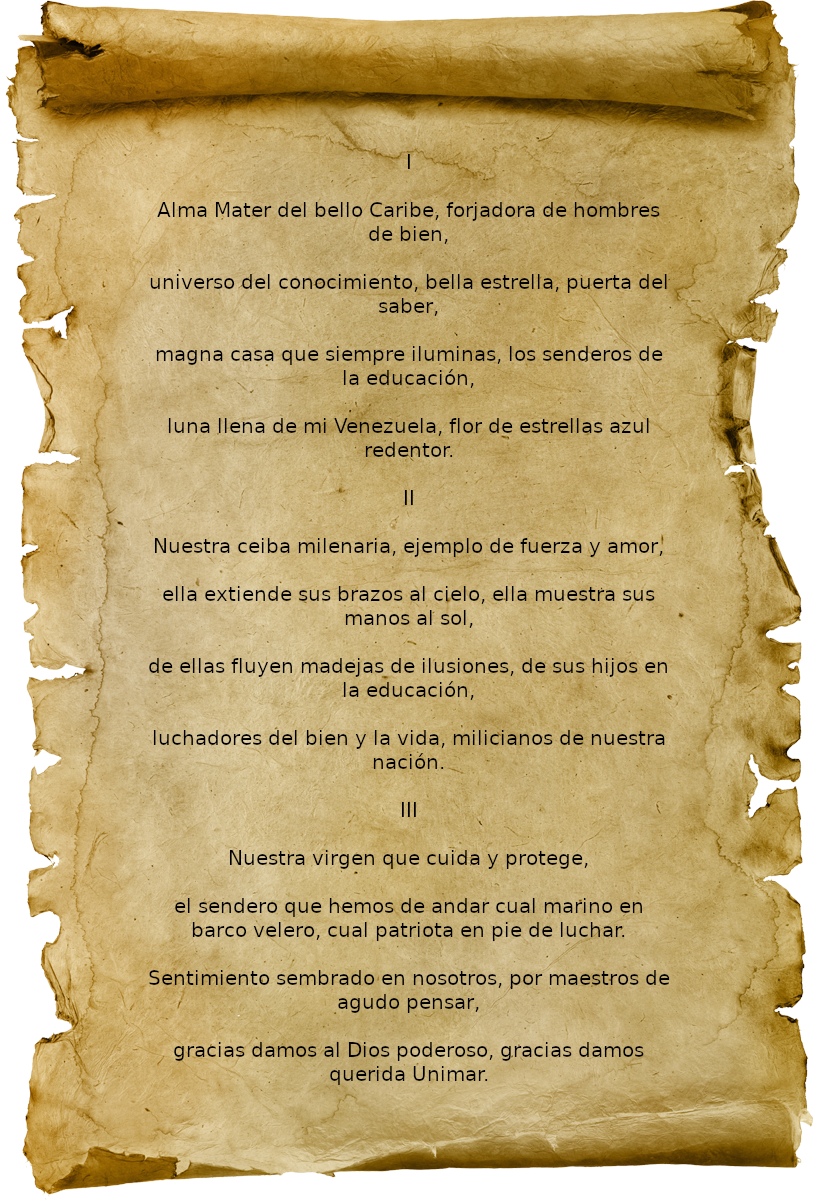 I
Alma Mater del bello Caribe, forjadora de hombres
de bien,
universo del conocimiento, bella estrella, puerta del
saber,
magna casa que siempre iluminas, los senderos de
la educación,
luna llena de mi Venezuela, flor de estrellas azul
redentor.
II
Nuestra ceiba milenaria, ejemplo de fuerza y amor,
ella extiende sus brazos al cielo, ella muestra sus
manos al sol,
de ellas fluyen madejas de ilusiones, de sus hijos en
la educación,
luchadores del bien y la vida, milicianos de nuestra
nación.
III
Nuestra virgen que cuida y protege,
el sendero que hemos de andar cual marino en
barco velero, cual patriota en pie de luchar.
Sentimiento sembrado en nosotros, por maestros de
agudo pensar,
gracias damos al Dios poderoso, gracias damos
querida Unimar.